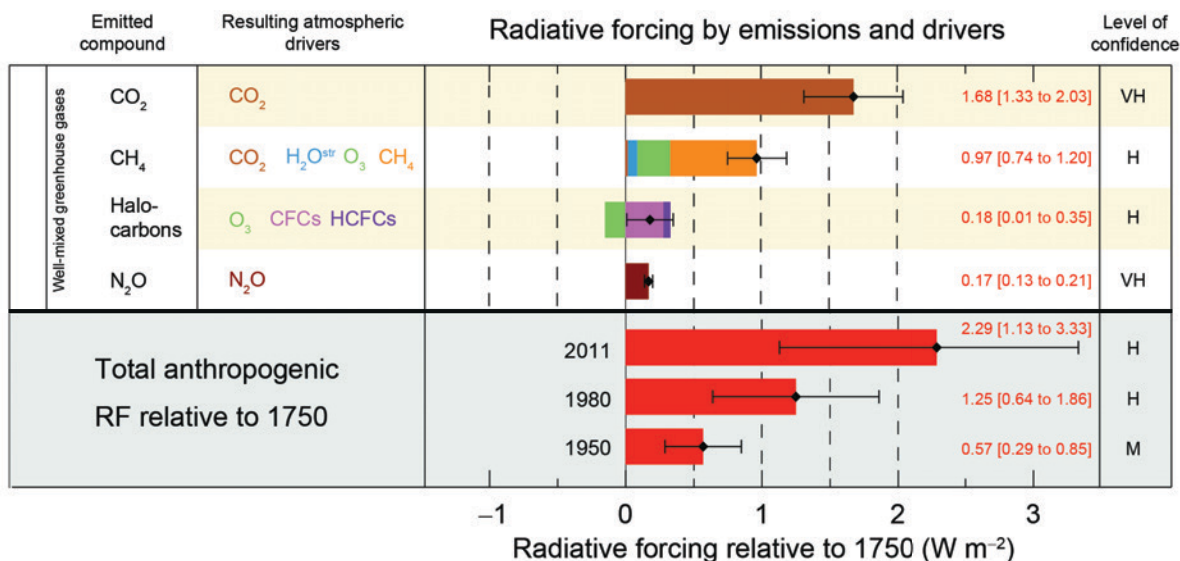 Emitted compound
Resulting atmospheric drivers
Radiative forcing by emissions and drivers
Level of confidence
Well-mixed greenhouse gases
CO₂ CO₂ 1.68 [1.33 to 2.03] VH
CH₄ CO₂ H₂Oˢᵗʳ O₃ CH₄ 0.97 [0.74 to 1.20] H
Halo-
carbons O₃ CFCs HCFCs 0.18 [0.01 to 0.35] H
N₂O N₂O 0.17 [0.13 to 0.21] VH
Total anthropogenic
RF relative to 1750
2011 2.29 [1.13 to 3.33] H
1980 1.25 [0.64 to 1.86] H
1950 0.57 [0.29 to 0.85] M
−1 0 1 2 3
Radiative forcing relative to 1750 (W m⁻²)